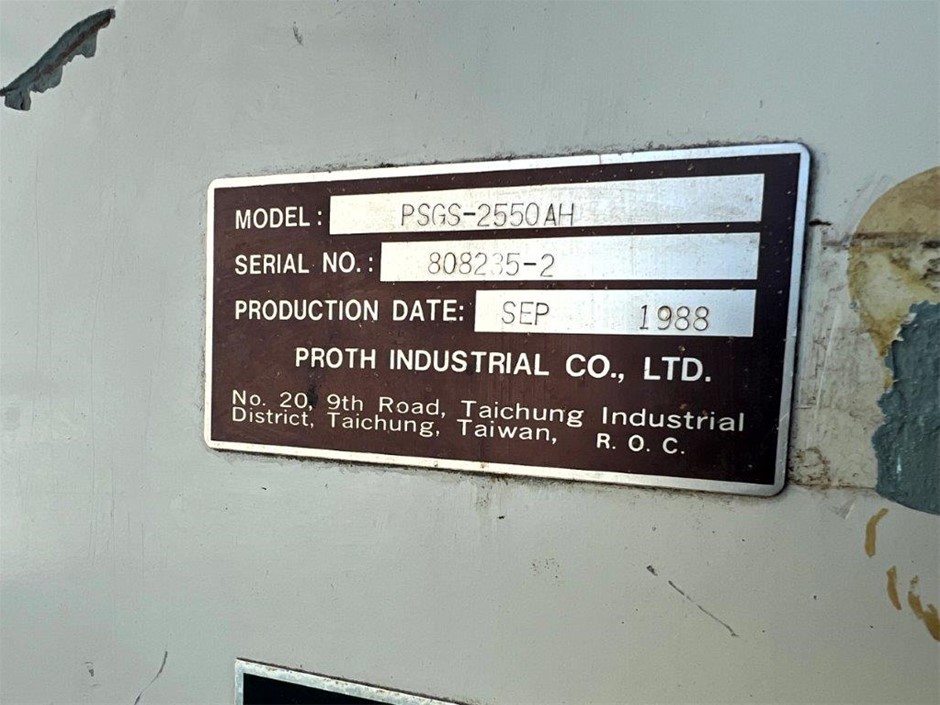 MODEL: PSGS-2550AH
SERIAL NO.: 808235-2
PRODUCTION DATE: SEP 1988
PROTH INDUSTRIAL CO., LTD.
No. 20, 9th Road, Taichung Industrial
District, Taichung, Taiwan, R. O. C.